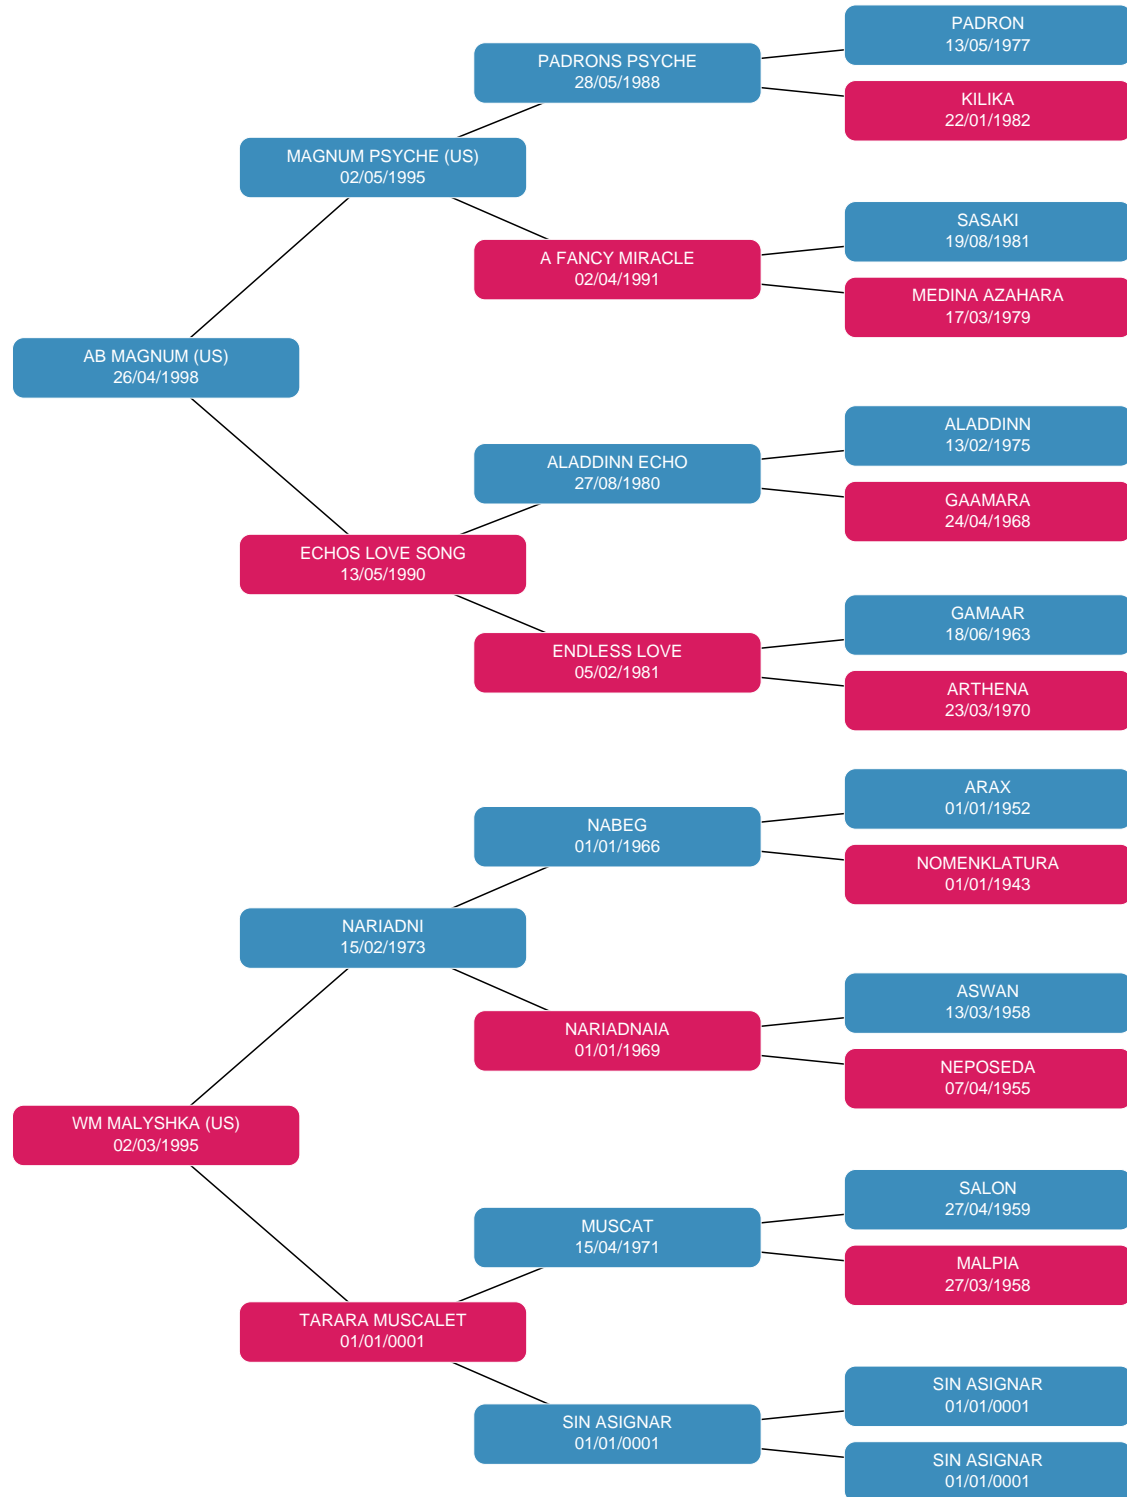 PADRON
13/05/1977
PADRONS PSYCHE
28/05/1988
KILIKA
22/01/1982
MAGNUM PSYCHE (US)
02/05/1995
SASAKI
19/08/1981
A FANCY MIRACLE
02/04/1991
MEDINA AZAHARA
17/03/1979
AB MAGNUM (US)
26/04/1998
ALADDINN
13/02/1975
ALADDINN ECHO
27/08/1980
GAAMARA
24/04/1968
ECHOS LOVE SONG
13/05/1990
GAMAAR
18/06/1963
ENDLESS LOVE
05/02/1981
ARTHENA
23/03/1970
ARAX
01/01/1952
NABEG
01/01/1966
NOMENKLATURA
01/01/1943
NARIADNI
15/02/1973
ASWAN
13/03/1958
NARIADNAIA
01/01/1969
NEPOSEDA
07/04/1955
WM MALYSHKA (US)
02/03/1995
SALON
27/04/1959
MUSCAT
15/04/1971
MALPIA
27/03/1958
TARARA MUSCALET
01/01/0001
SIN ASIGNAR
01/01/0001
SIN ASIGNAR
01/01/0001
SIN ASIGNAR
01/01/0001